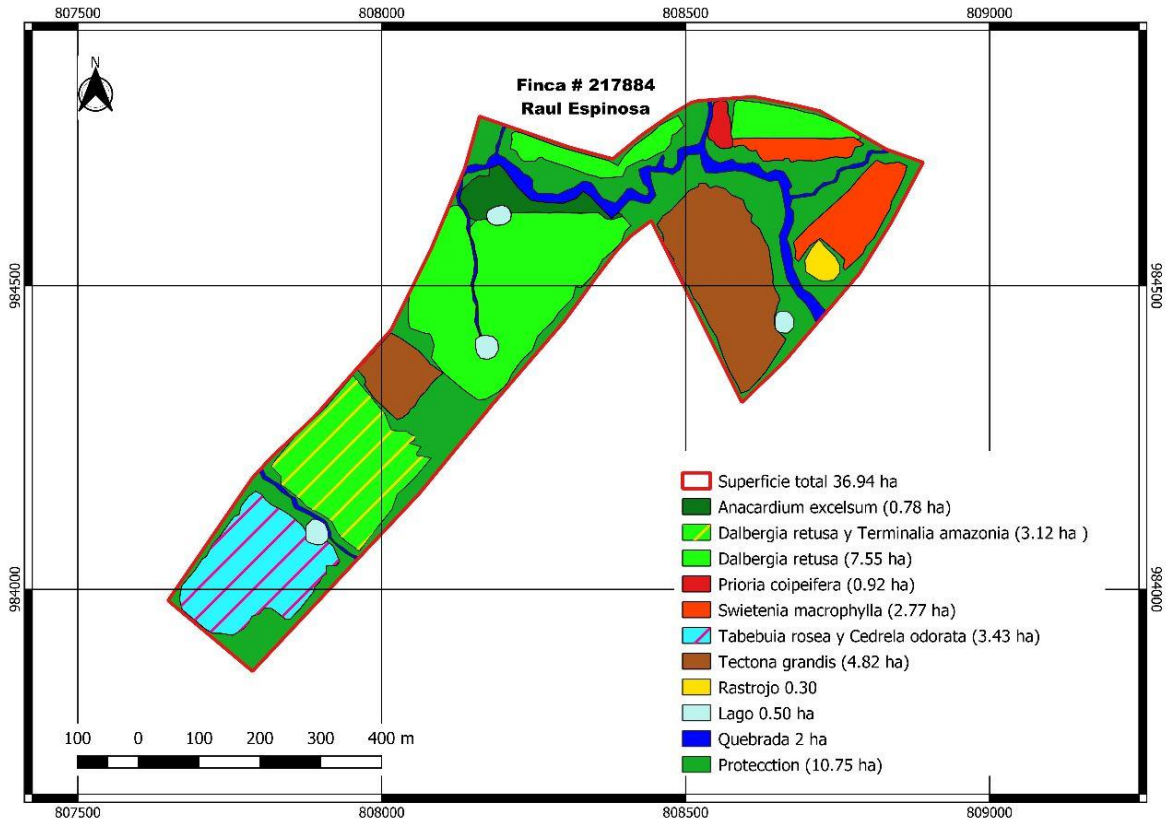 807500 808000 808500 809000
N
Finca # 217884
Raul Espinosa
984500 984500
Superficie total 36.94 ha
Anacardium excelsum (0.78 ha)
Dalbergia retusa y Terminalia amazonia (3.12 ha )
Dalbergia retusa (7.55 ha)
984000 Prioria coipeifera (0.92 ha) 984000
Swietenia macrophylla (2.77 ha)
Tabebuia rosea y Cedrela odorata (3.43 ha)
Tectona grandis (4.82 ha)
Rastrojo 0.30
Lago 0.50 ha
100 0 100 200 300 400 m
Quebrada 2 ha
Protecction (10.75 ha)
807500 808000 808500 809000